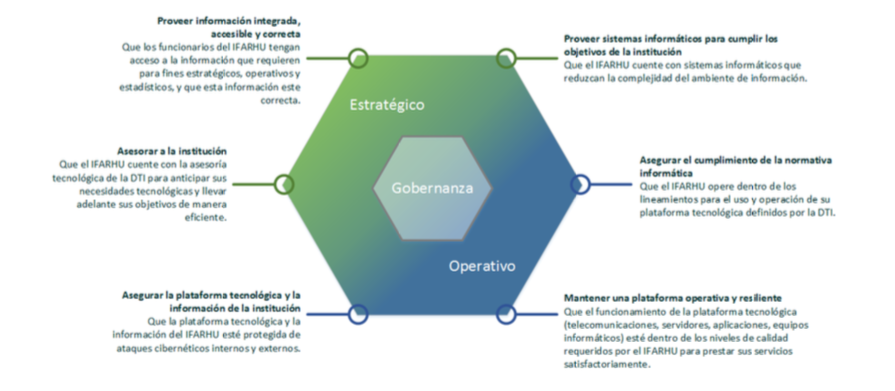 Proveer información integrada,
accesible y correcta
Que los funcionarios del IFARHU tengan
acceso a la información que requieren
para fines estratégicos, operativos y
estadísticos, y que esta información este
correcta.
Proveer sistemas informáticos para cumplir los
objetivos de la institución
Que el IFARHU cuente con sistemas informáticos que
reduzcan la complejidad del ambiente de información.
Estratégico
Asesorar a la institución
Que el IFARHU cuente con la asesoría
tecnológica de la DTI para anticipar sus
necesidades tecnológicas y llevar
adelante sus objetivos de manera
eficiente.
Gobernanza
Asegurar el cumplimiento de la normativa
informática
Que el IFARHU opere dentro de los
lineamientos para el uso y operación de su
plataforma tecnológica definidos por la DTI.
Operativo
Asegurar la plataforma tecnológica y la
información de la institución
Que la plataforma tecnológica y la
información del IFARHU esté protegida de
ataques cibernéticos internos y externos.
Mantener una plataforma operativa y resiliente
Que el funcionamiento de la plataforma tecnológica
(telecomunicaciones, servidores, aplicaciones, equipos
informáticos) esté dentro de los niveles de calidad
requeridos por el IFARHU para prestar sus servicios
satisfactoriamente.